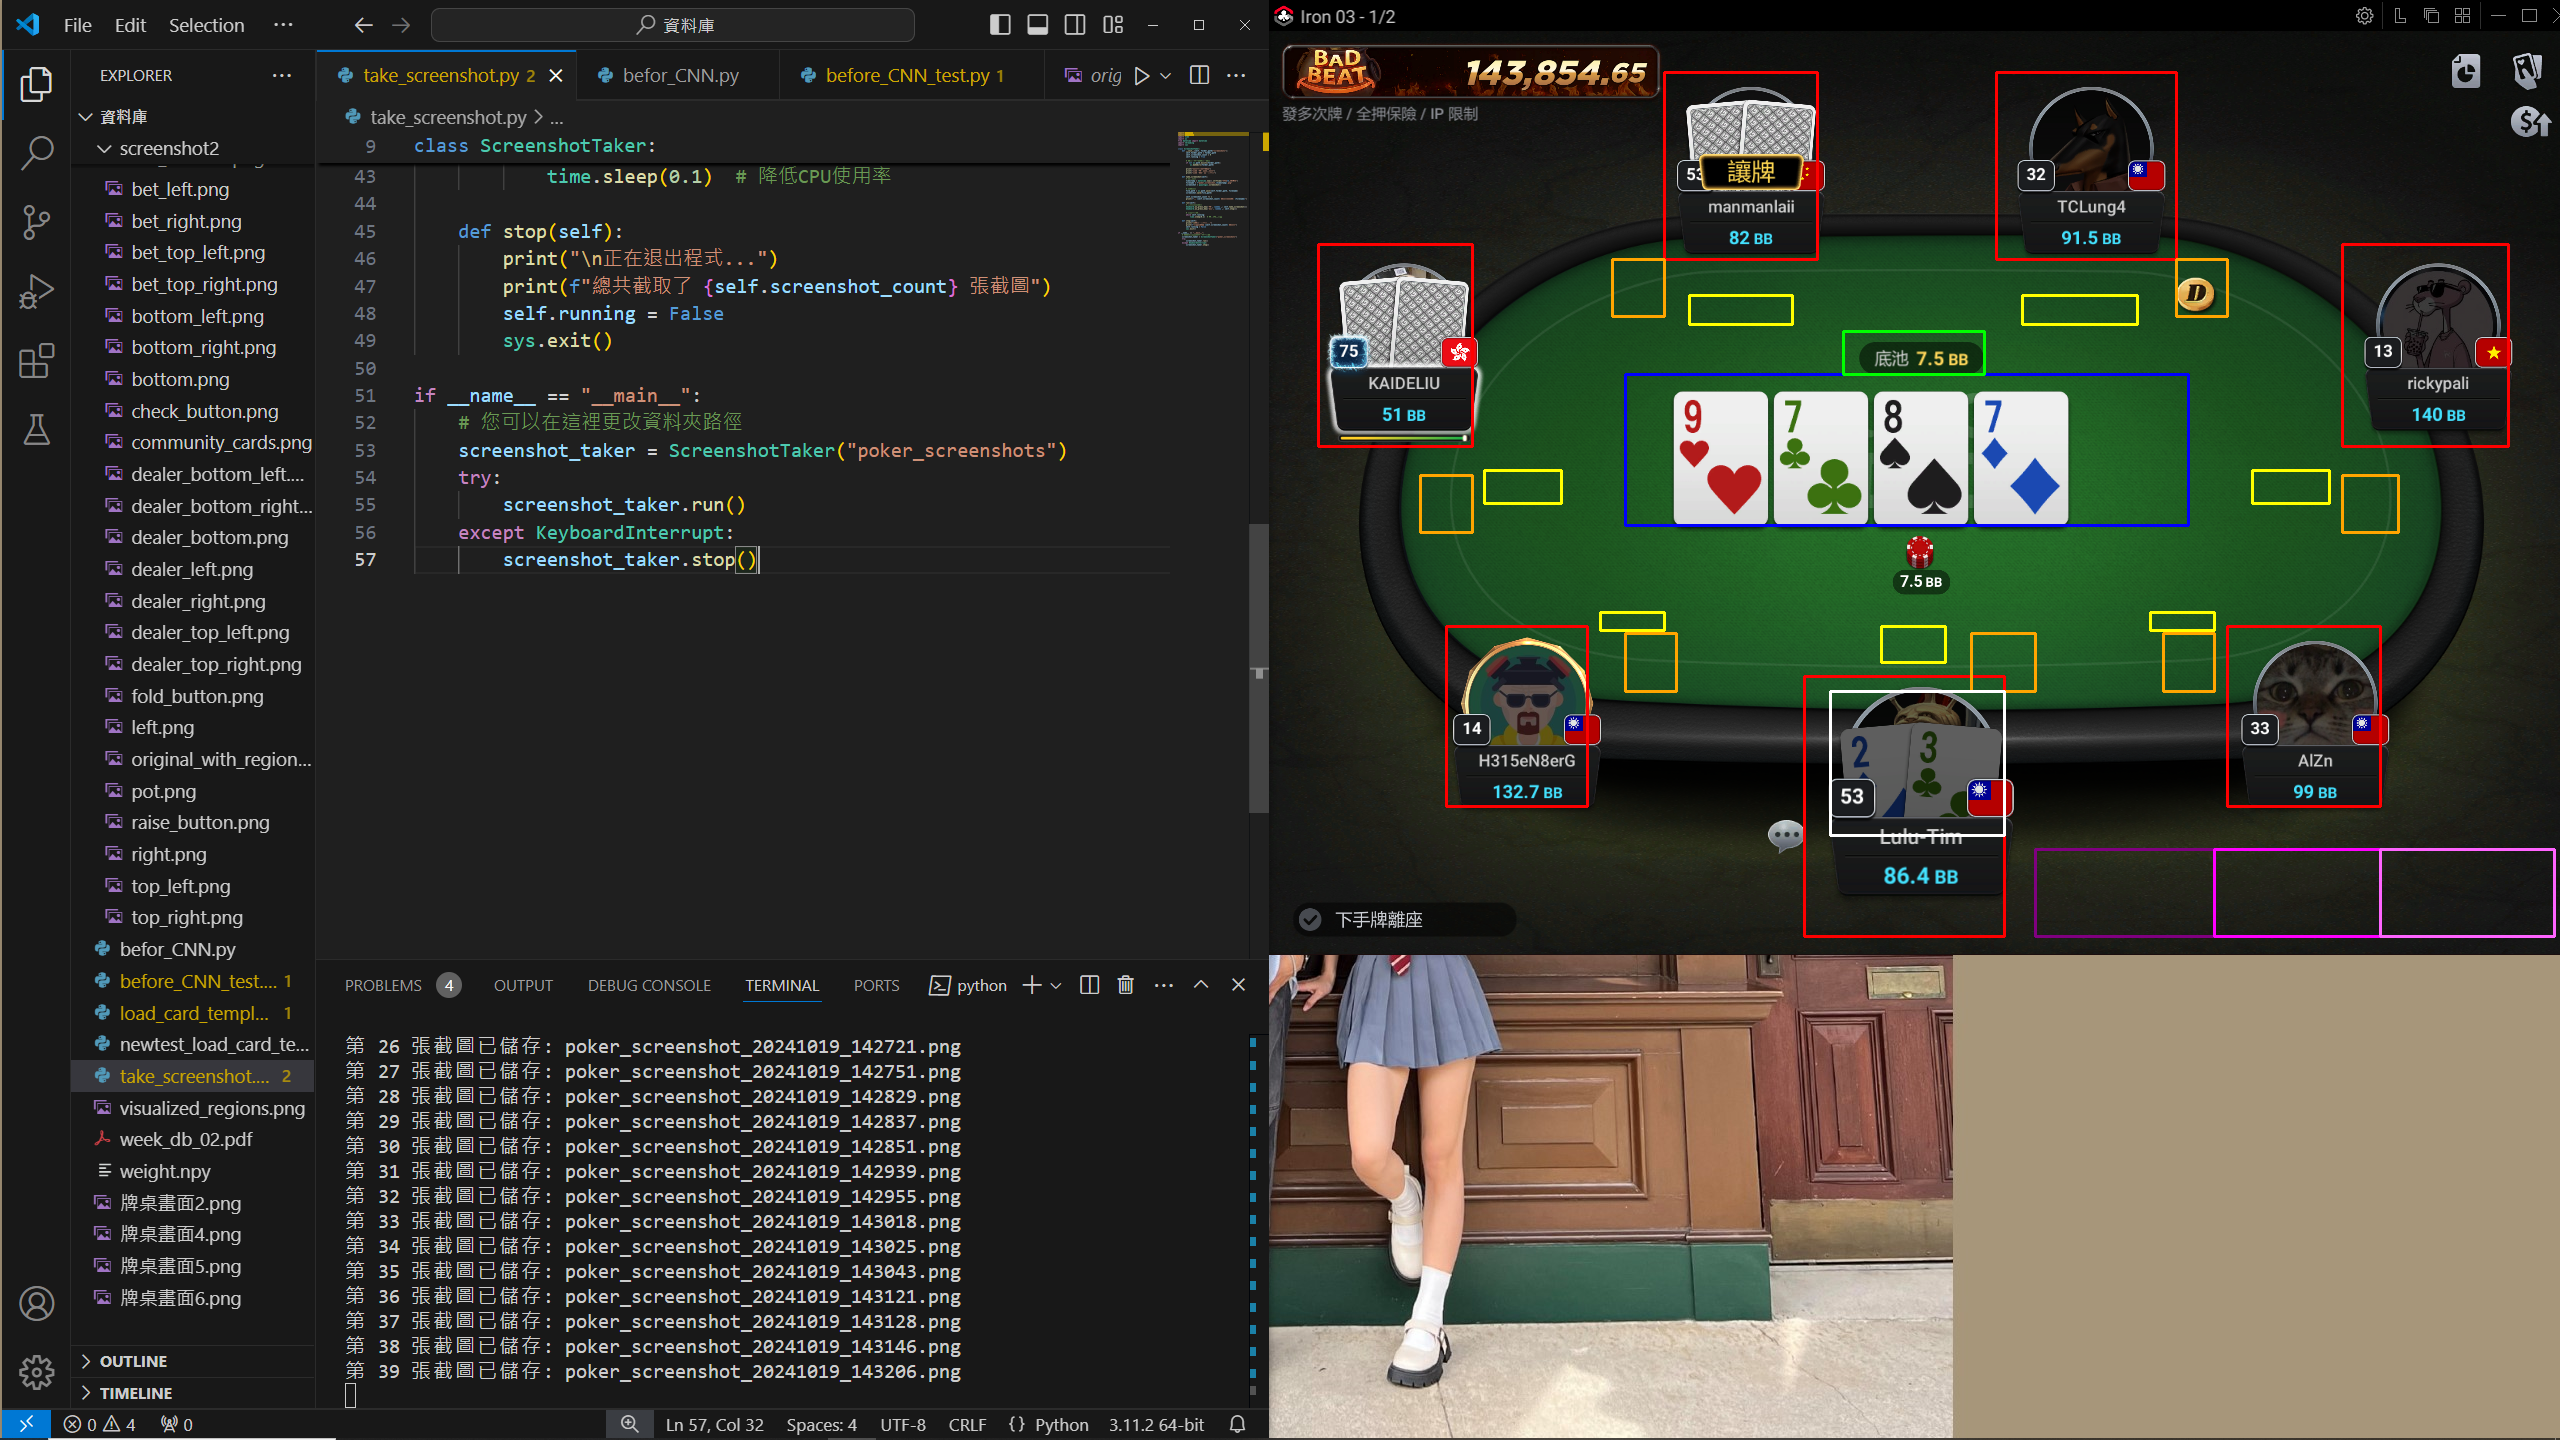 File Edit Selection ...
資料庫
EXPLORER
資料庫
screenshot2
bet_left.png
bet_right.png
bet_top_left.png
bet_top_right.png
bottom_left.png
bottom_right.png
bottom.png
check_button.png
community_cards.png
dealer_bottom_left....
dealer_bottom_right...
dealer_bottom.png
dealer_left.png
dealer_right.png
dealer_top_left.png
dealer_top_right.png
fold_button.png
left.png
original_with_region...
pot.png
raise_button.png
right.png
top_left.png
top_right.png
befor_CNN.py
before_CNN_test.... 1
load_card_templ... 1
newtest_load_card_te...
take_screenshot.... 2
visualized_regions.png
week_db_02.pdf
weight.npy
牌桌畫面2.png
牌桌畫面4.png
牌桌畫面5.png
牌桌畫面6.png
OUTLINE
TIMELINE
take_screenshot.py 2
befor_CNN.py
before_CNN_test.py 1
orig
take_screenshot.py > ...
9 class ScreenshotTaker:
43 time.sleep(0.1) # 降低CPU使用率
44
45 def stop(self):
46 print("\n正在退出程式...")
47 print(f"總共截取了 {self.screenshot_count} 張截圖")
48 self.running = False
49 sys.exit()
50
51 if __name__ == "__main__":
52 # 您可以在這裡更改資料夾路徑
53 screenshot_taker = ScreenshotTaker("poker_screenshots")
54 try:
55 screenshot_taker.run()
56 except KeyboardInterrupt:
57 screenshot_taker.stop()
PROBLEMS 4 OUTPUT DEBUG CONSOLE TERMINAL PORTS python
第 26 張截圖已儲存: poker_screenshot_20241019_142721.png
第 27 張截圖已儲存: poker_screenshot_20241019_142751.png
第 28 張截圖已儲存: poker_screenshot_20241019_142829.png
第 29 張截圖已儲存: poker_screenshot_20241019_142837.png
第 30 張截圖已儲存: poker_screenshot_20241019_142851.png
第 31 張截圖已儲存: poker_screenshot_20241019_142939.png
第 32 張截圖已儲存: poker_screenshot_20241019_142955.png
第 33 張截圖已儲存: poker_screenshot_20241019_143018.png
第 34 張截圖已儲存: poker_screenshot_20241019_143025.png
第 35 張截圖已儲存: poker_screenshot_20241019_143043.png
第 36 張截圖已儲存: poker_screenshot_20241019_143121.png
第 37 張截圖已儲存: poker_screenshot_20241019_143128.png
第 38 張截圖已儲存: poker_screenshot_20241019_143146.png
第 39 張截圖已儲存: poker_screenshot_20241019_143206.png
0 4 0 Ln 57, Col 32 Spaces: 4 UTF-8 CRLF {} Python 3.11.2 64-bit
Iron 03 - 1/2
BAD BEAT 143,854.65
發多次牌 / 全押保險 / IP 限制
53 讓牌
manmanlaii
82 BB
32
TCLung4
91.5 BB
75
KAIDELIU
51 BB
13
rickypali
140 BB
D
底池 7.5 BB
9 7 8 7
7.5 BB
14
H315eN8erG
132.7 BB
2 3
53
Lulu-Tim
86.4 BB
33
AlZn
99 BB
下手牌離座